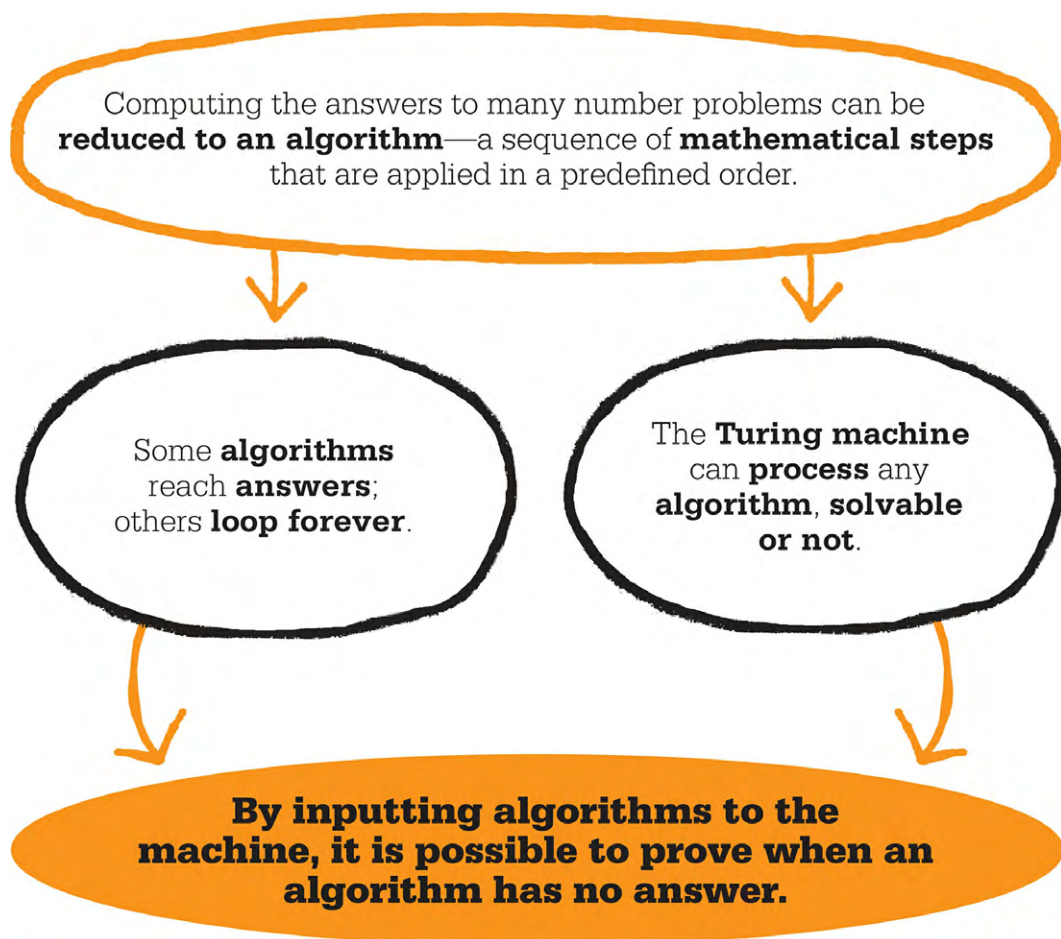 Computing the answers to many number problems can be
reduced to an algorithm—a sequence of mathematical steps
that are applied in a predefined order.
Some algorithms
reach answers;
others loop forever.
The Turing machine
can process any
algorithm, solvable
or not.
By inputting algorithms to the
machine, it is possible to prove when an
algorithm has no answer.